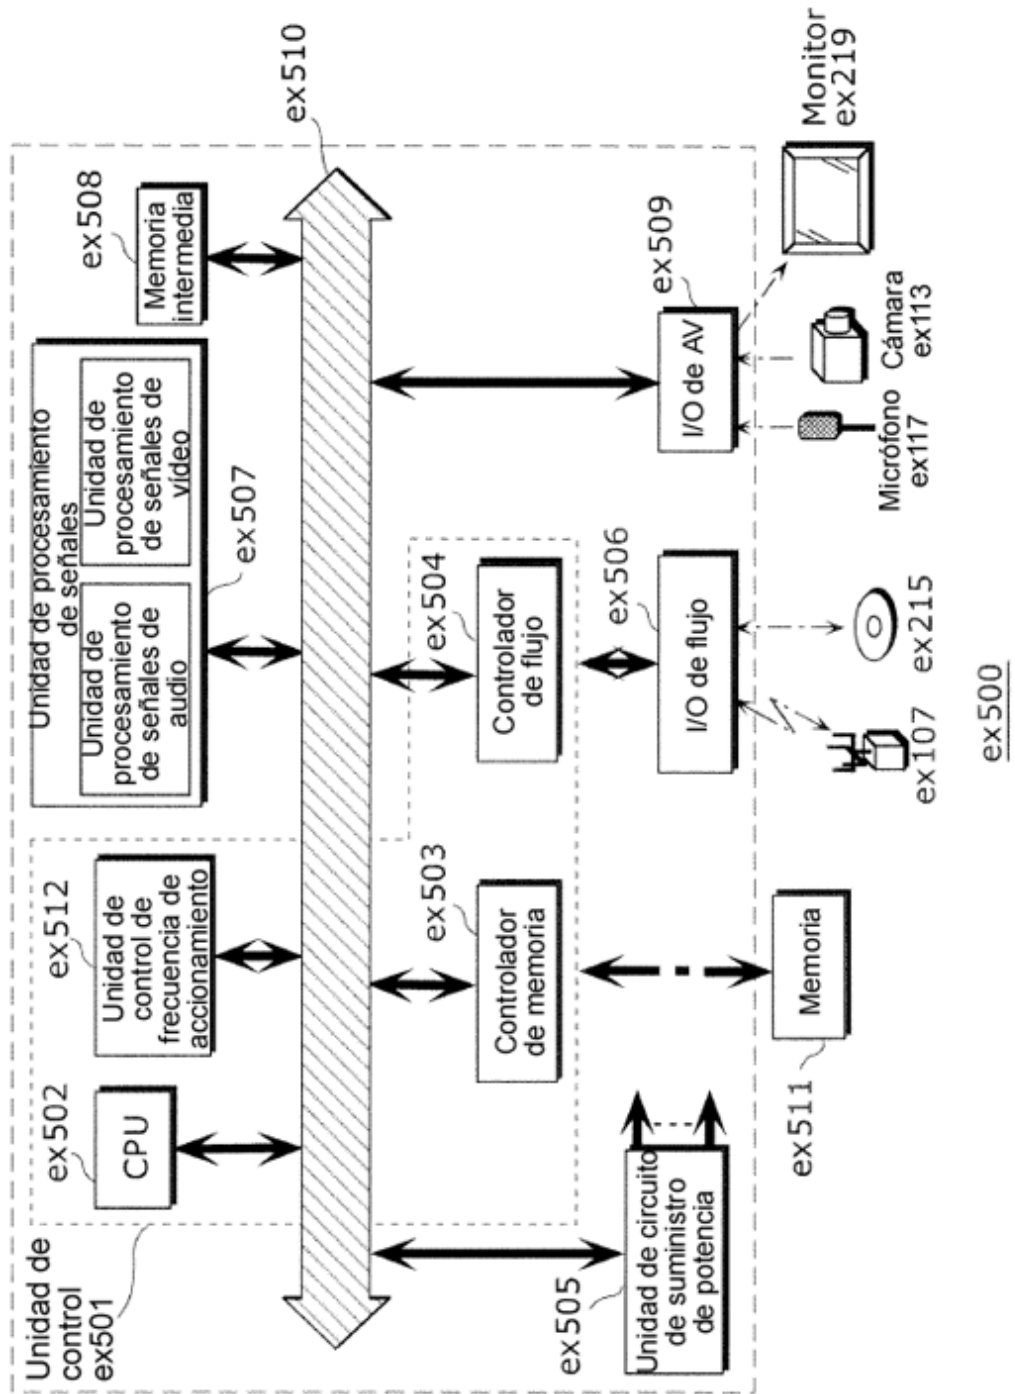 Unidad de
control
ex501
ex502
CPU
ex512
Unidad de
control de
frecuencia de
accionamiento
Unidad de procesamiento
de señales
Unidad de
procesamiento
de señales de
audio
Unidad de
procesamiento
de señales de
vídeo
ex507
ex508
Memoria
intermedia
ex510
ex503
Controlador
de memoria
ex504
Controlador
de flujo
ex505
Unidad de circuito
de suministro
de potencia
ex506
I/O de flujo
ex509
I/O de AV
ex511
Memoria
ex107
ex215
Micrófono
ex117
Cámara
ex113
Monitor
ex219
ex500